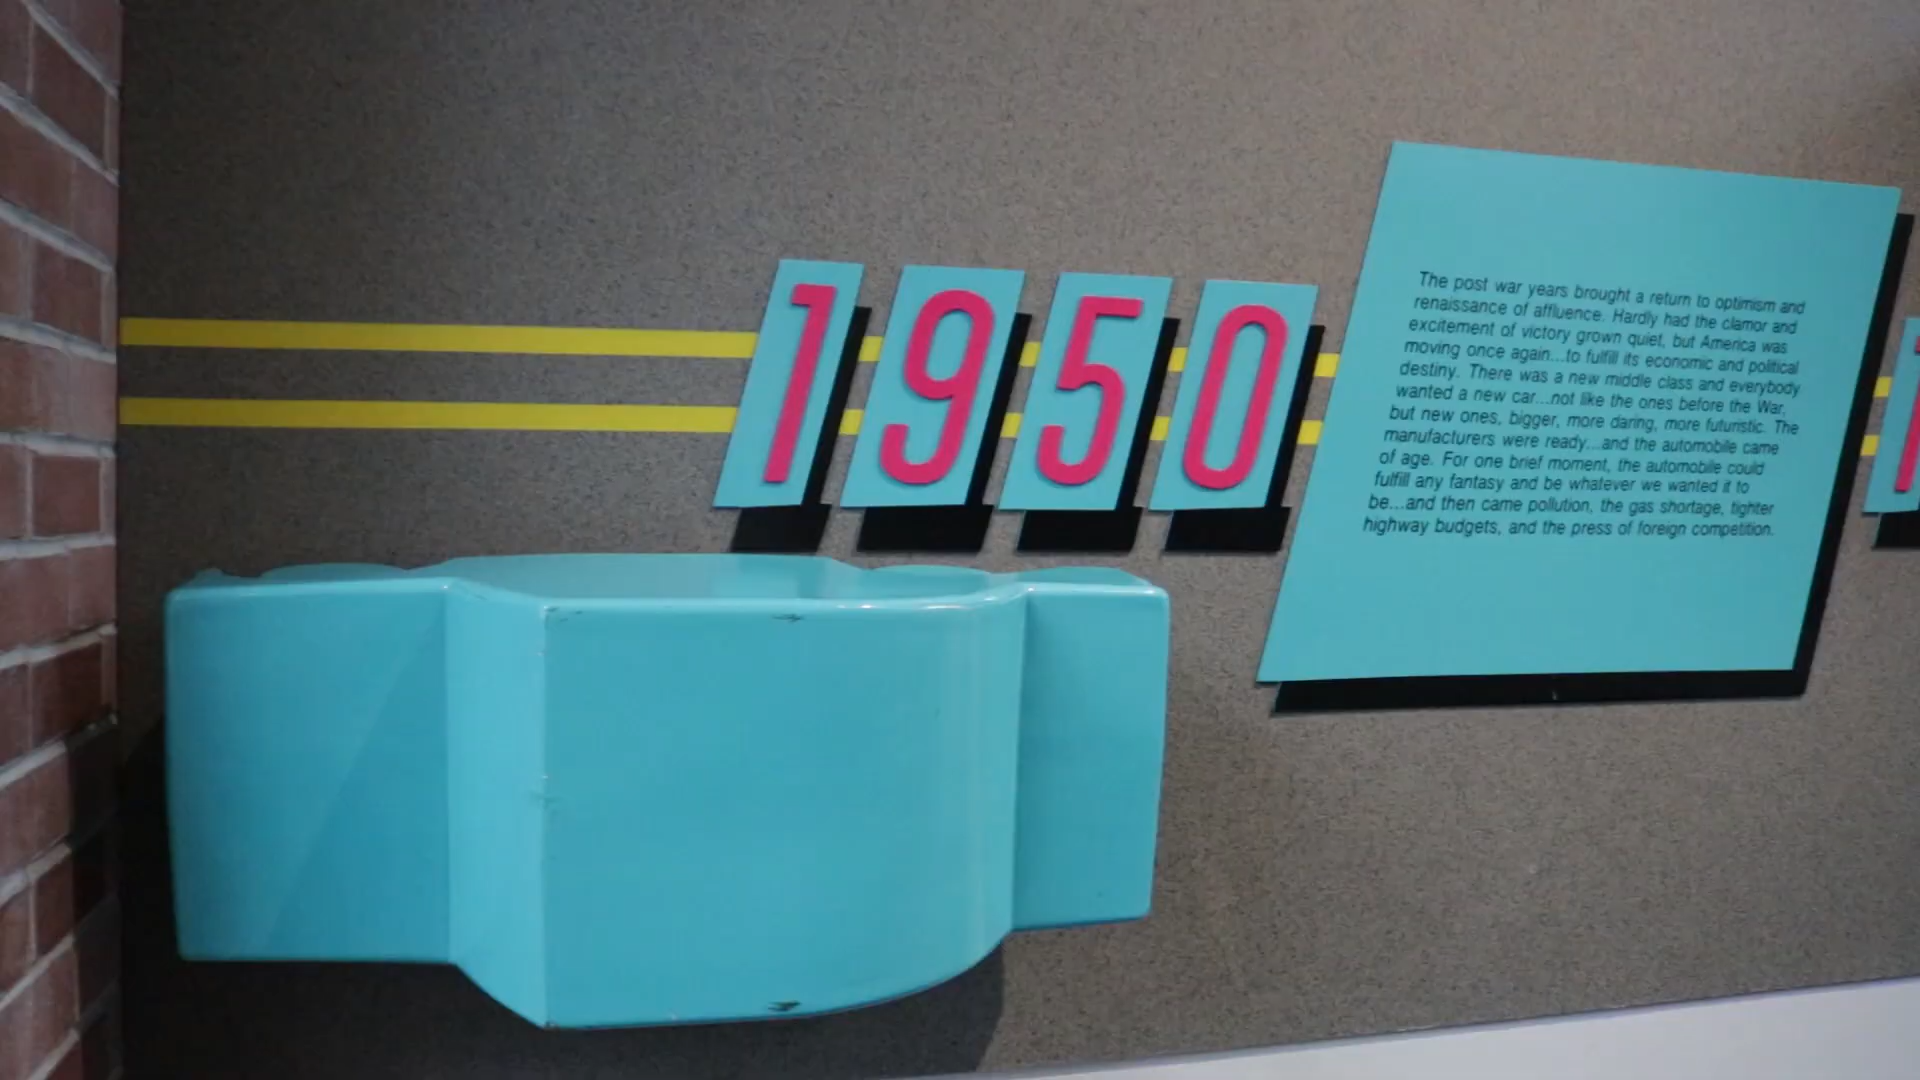 1950
The post war years brought a return to optimism and
renaissance of affluence. Hardly had the clamor and
excitement of victory grown quiet, but America was
moving once again...to fulfill its economic and political
destiny. There was a new middle class and everybody
wanted a new car...not like the ones before the War,
but new ones, bigger, more daring, more futuristic. The
manufacturers were ready...and the automobile came
of age. For one brief moment, the automobile could
fulfill any fantasy and be whatever we wanted it to
be...and then came pollution, the gas shortage, tighter
highway budgets, and the press of foreign competition.